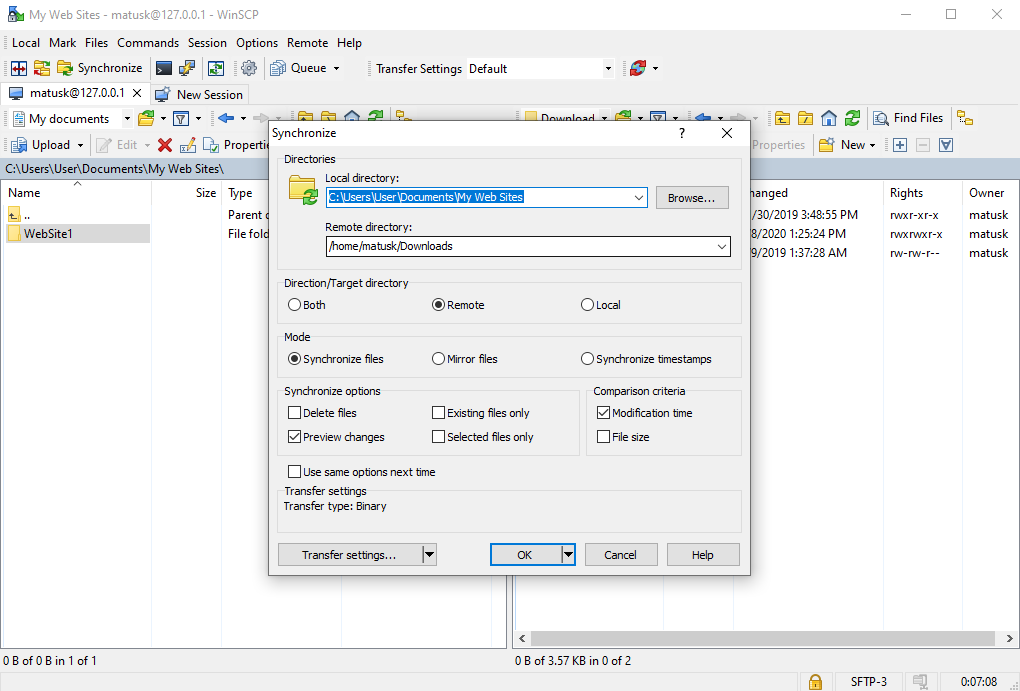 My Web Sites - matusk@127.0.0.1 - WinSCP
Local Mark Files Commands Session Options Remote Help
Synchronize Queue Transfer Settings Default
matusk@127.0.0.1 New Session
My documents Download Find Files
Upload Edit Properties New
C:\Users\User\Documents\My Web Sites\
Name Size Type Rights Owner
.. Parent
WebSite1 File
/30/2019 3:48:55 PM rwxr-xr-x matusk
8/2020 1:25:24 PM rwxrwxr-x matusk
9/2019 1:37:28 AM rw-rw-r-- matusk
Synchronize ?
Directories
Local directory:
C:\Users\User\Documents\My Web Sites Browse...
Remote directory:
/home/matusk/Downloads
Direction/Target directory
Both Remote Local
Mode
Synchronize files Mirror files Synchronize timestamps
Synchronize options Comparison criteria
Delete files Existing files only Modification time
Preview changes Selected files only File size
Use same options next time
Transfer settings
Transfer type: Binary
Transfer settings... OK Cancel Help
0 B of 0 B in 1 of 1 0 B of 3.57 KB in 0 of 2
SFTP-3 0:07:08